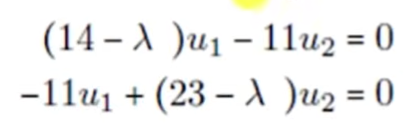 (14 − λ )u₁ − 11u₂ = 0
−11u₁ + (23 − λ )u₂ = 0